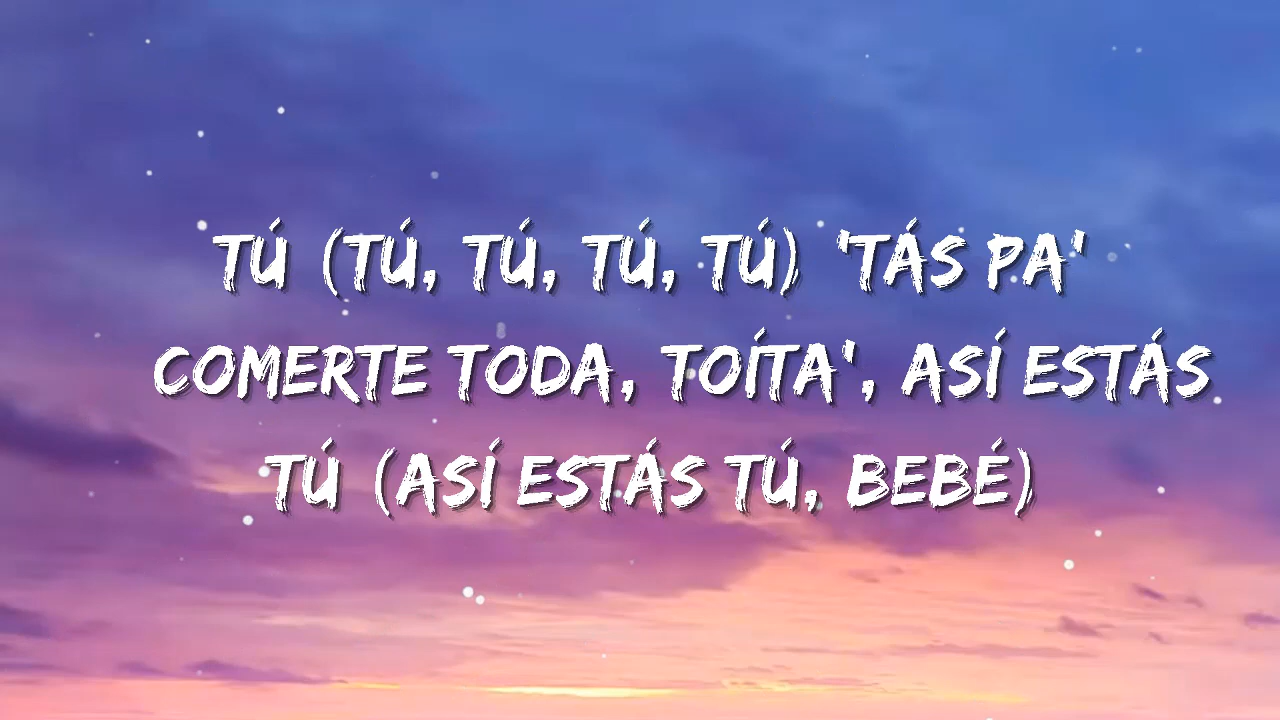 TÚ (TÚ, TÚ, TÚ, TÚ) 'TÁS PA'
COMERTE TODA, TOÍTA', ASÍ ESTÁS
TÚ (ASÍ ESTÁS TÚ, BEBÉ)